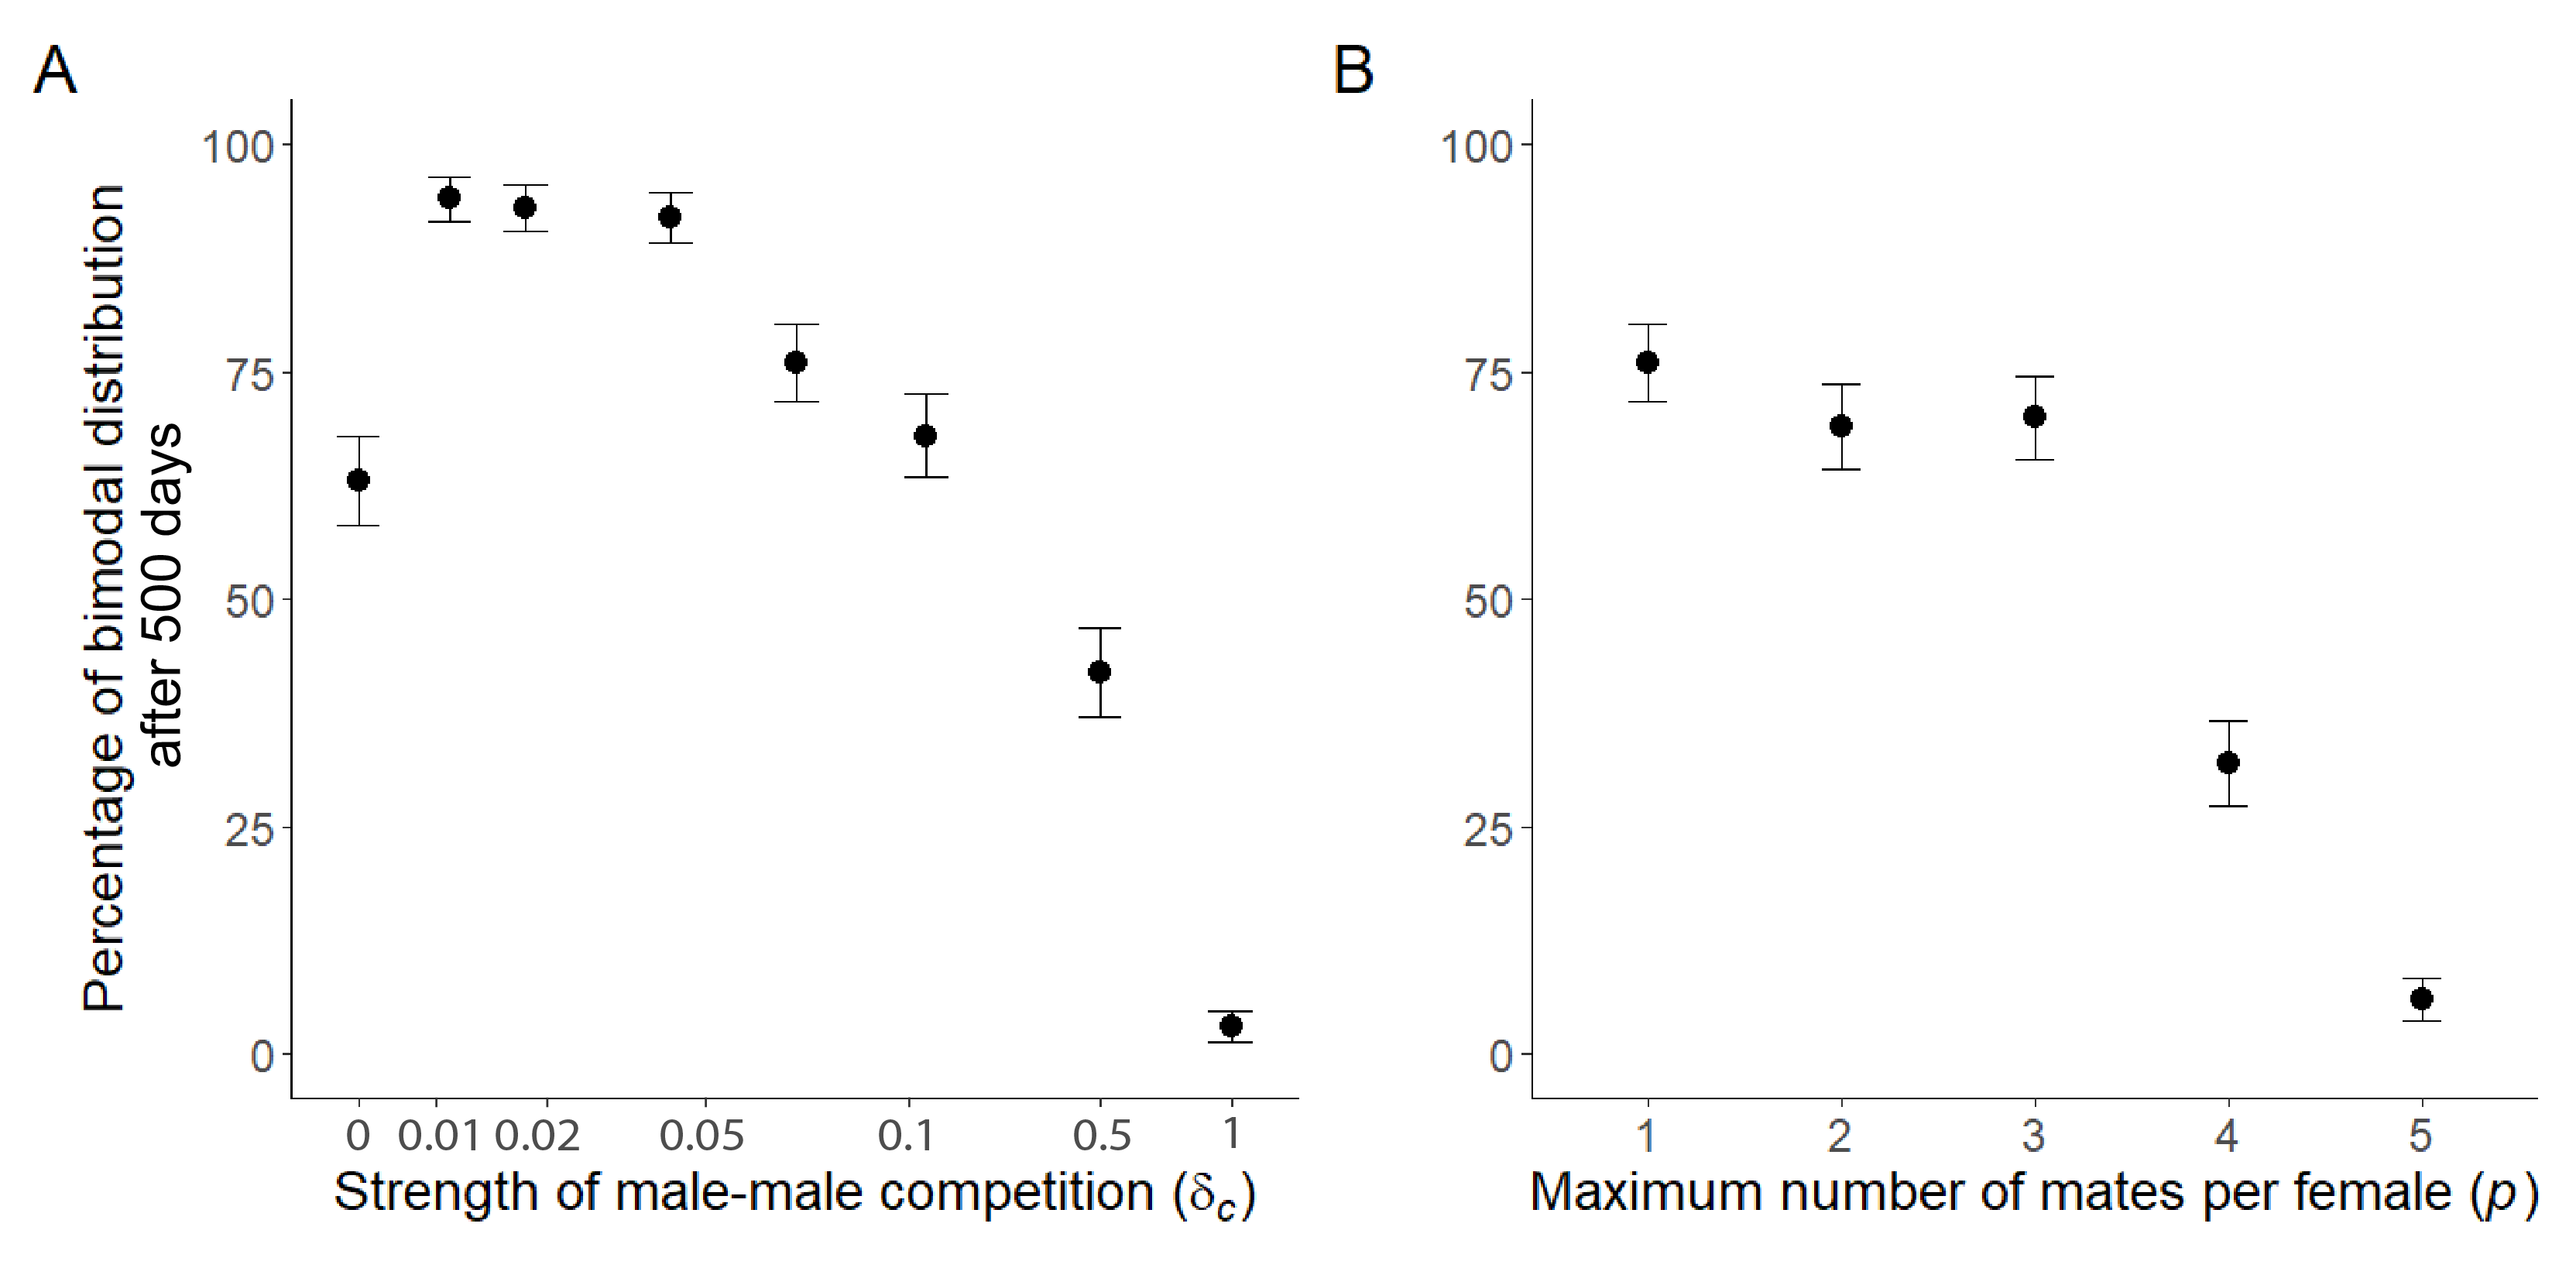 A
B
Percentage of bimodal distribution
after 500 days
100
75
50
25
0
0 0.01 0.02 0.05 0.1 0.5 1
Strength of male-male competition (δc)
100
75
50
25
0
1 2 3 4 5
Maximum number of mates per female (p)